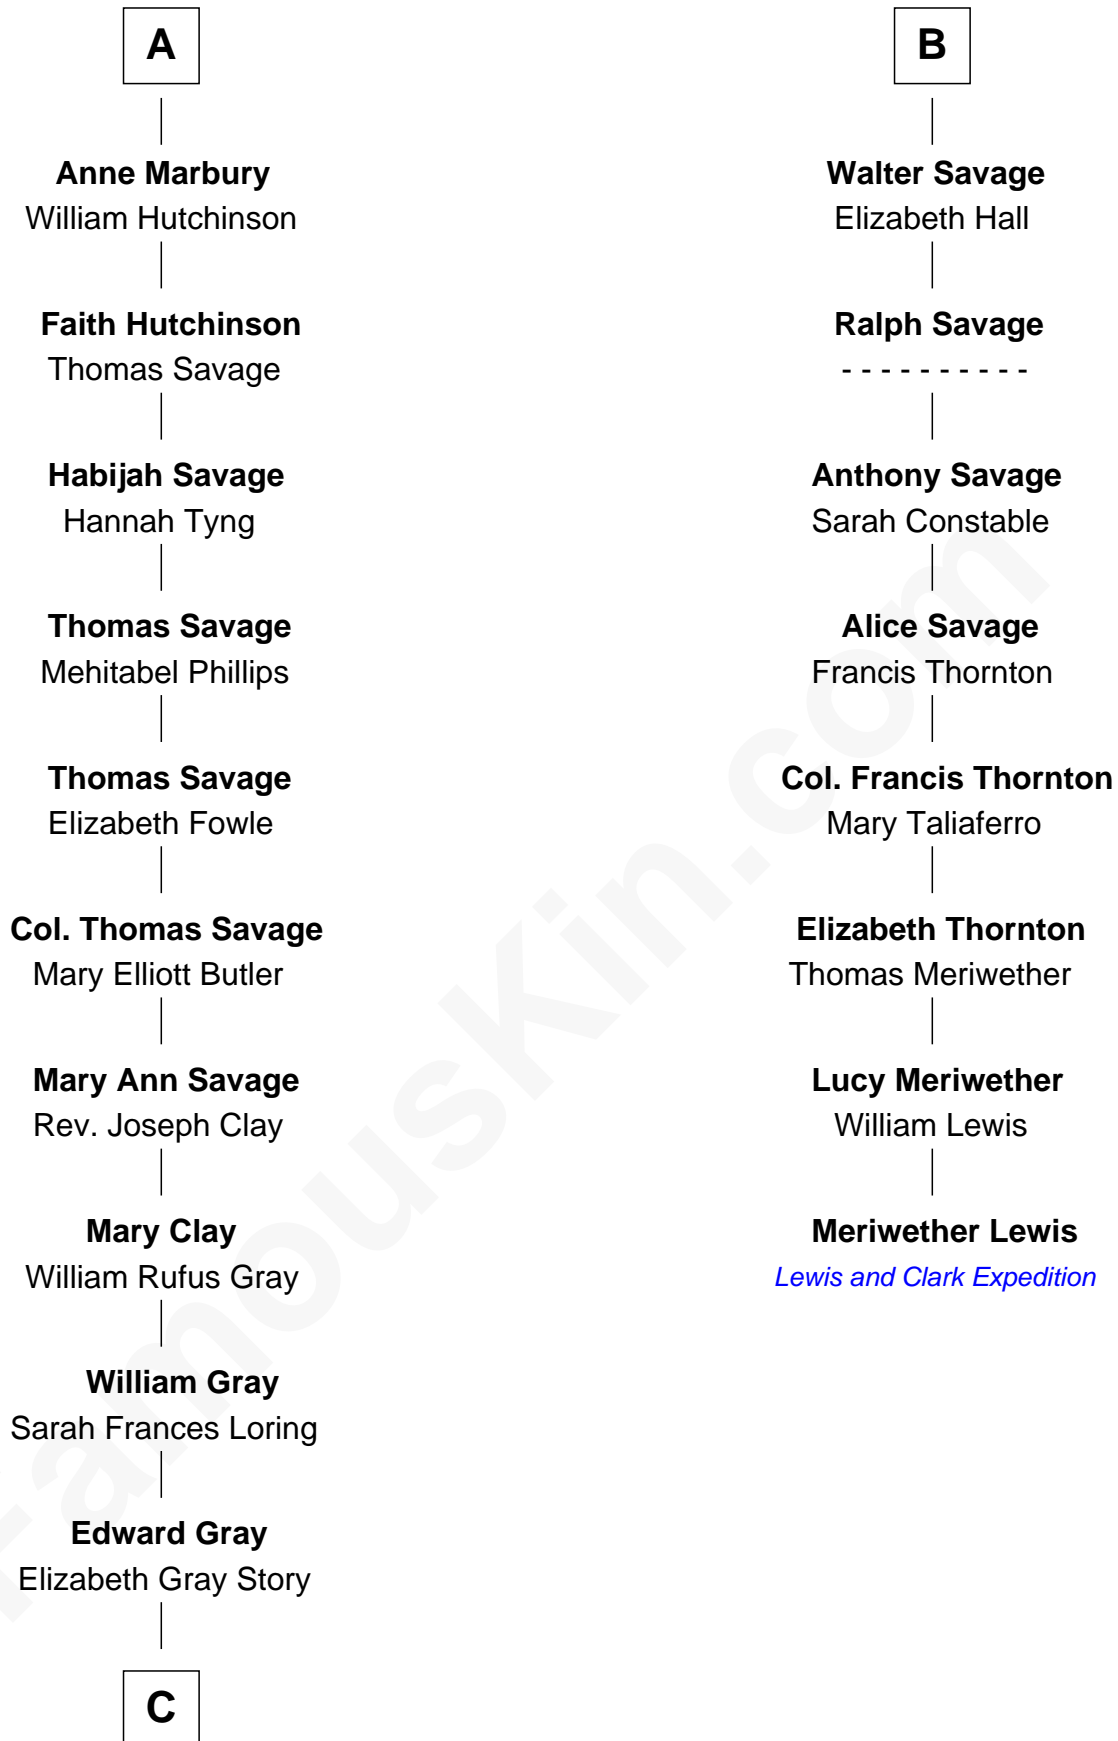 A
Anne Marbury
William Hutchinson
Faith Hutchinson
Thomas Savage
Habijah Savage
Hannah Tyng
Thomas Savage
Mehitabel Phillips
Thomas Savage
Elizabeth Fowle
Col. Thomas Savage
Mary Elliott Butler
Mary Ann Savage
Rev. Joseph Clay
Mary Clay
William Rufus Gray
William Gray
Sarah Frances Loring
Edward Gray
Elizabeth Gray Story
C
B
Walter Savage
Elizabeth Hall
Ralph Savage
- - - - - - - - - -
Anthony Savage
Sarah Constable
Alice Savage
Francis Thornton
Col. Francis Thornton
Mary Taliaferro
Elizabeth Thornton
Thomas Meriwether
Lucy Meriwether
William Lewis
Meriwether Lewis
Lewis and Clark Expedition
FamousKin.com